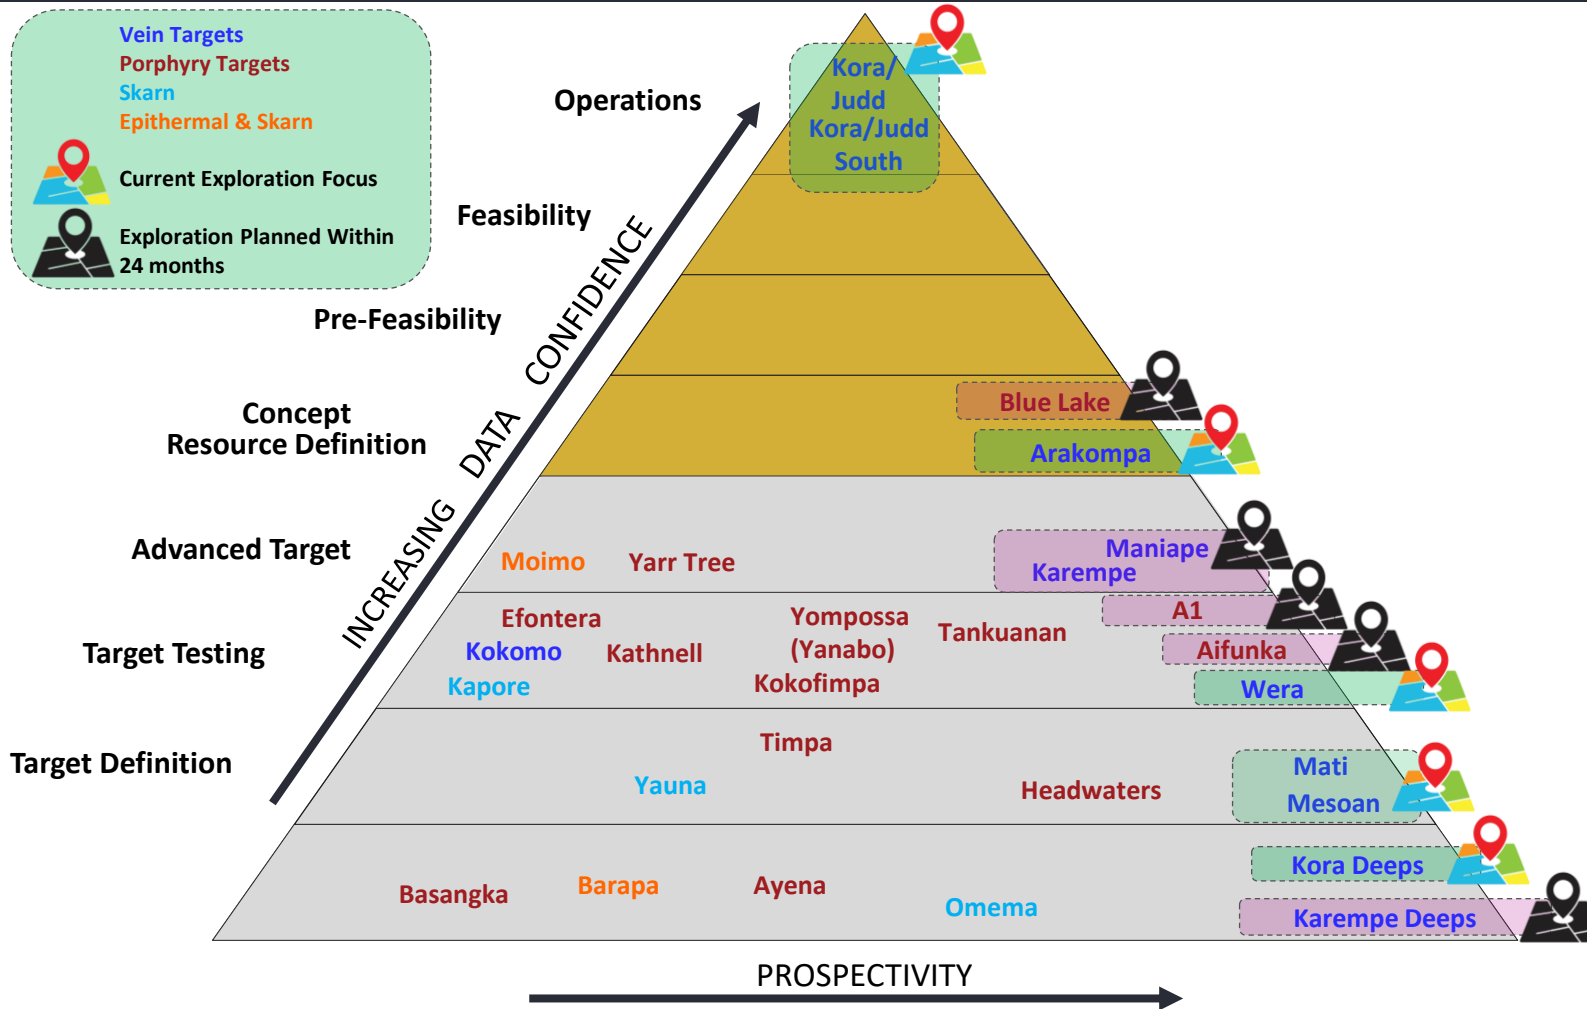 Vein Targets
Porphyry Targets
Skarn
Epithermal & Skarn
Current Exploration Focus
Exploration Planned Within
24 months
Operations
Feasibility
Pre-Feasibility
Concept
Resource Definition
Advanced Target
Target Testing
Target Definition
INCREASING DATA CONFIDENCE
Kora/
Judd
Kora/Judd
South
Blue Lake
Arakompa
Moimo
Yarr Tree
Maniape
Karempe
Efontera
Kokomo
Kapore
Kathnell
Yompossa
(Yanabo)
Kokofimpa
Tankuanan
A1
Aifunka
Wera
Timpa
Yauna
Headwaters
Mati
Mesoan
Basangka
Barapa
Ayena
Omema
Kora Deeps
Karempe Deeps
PROSPECTIVITY